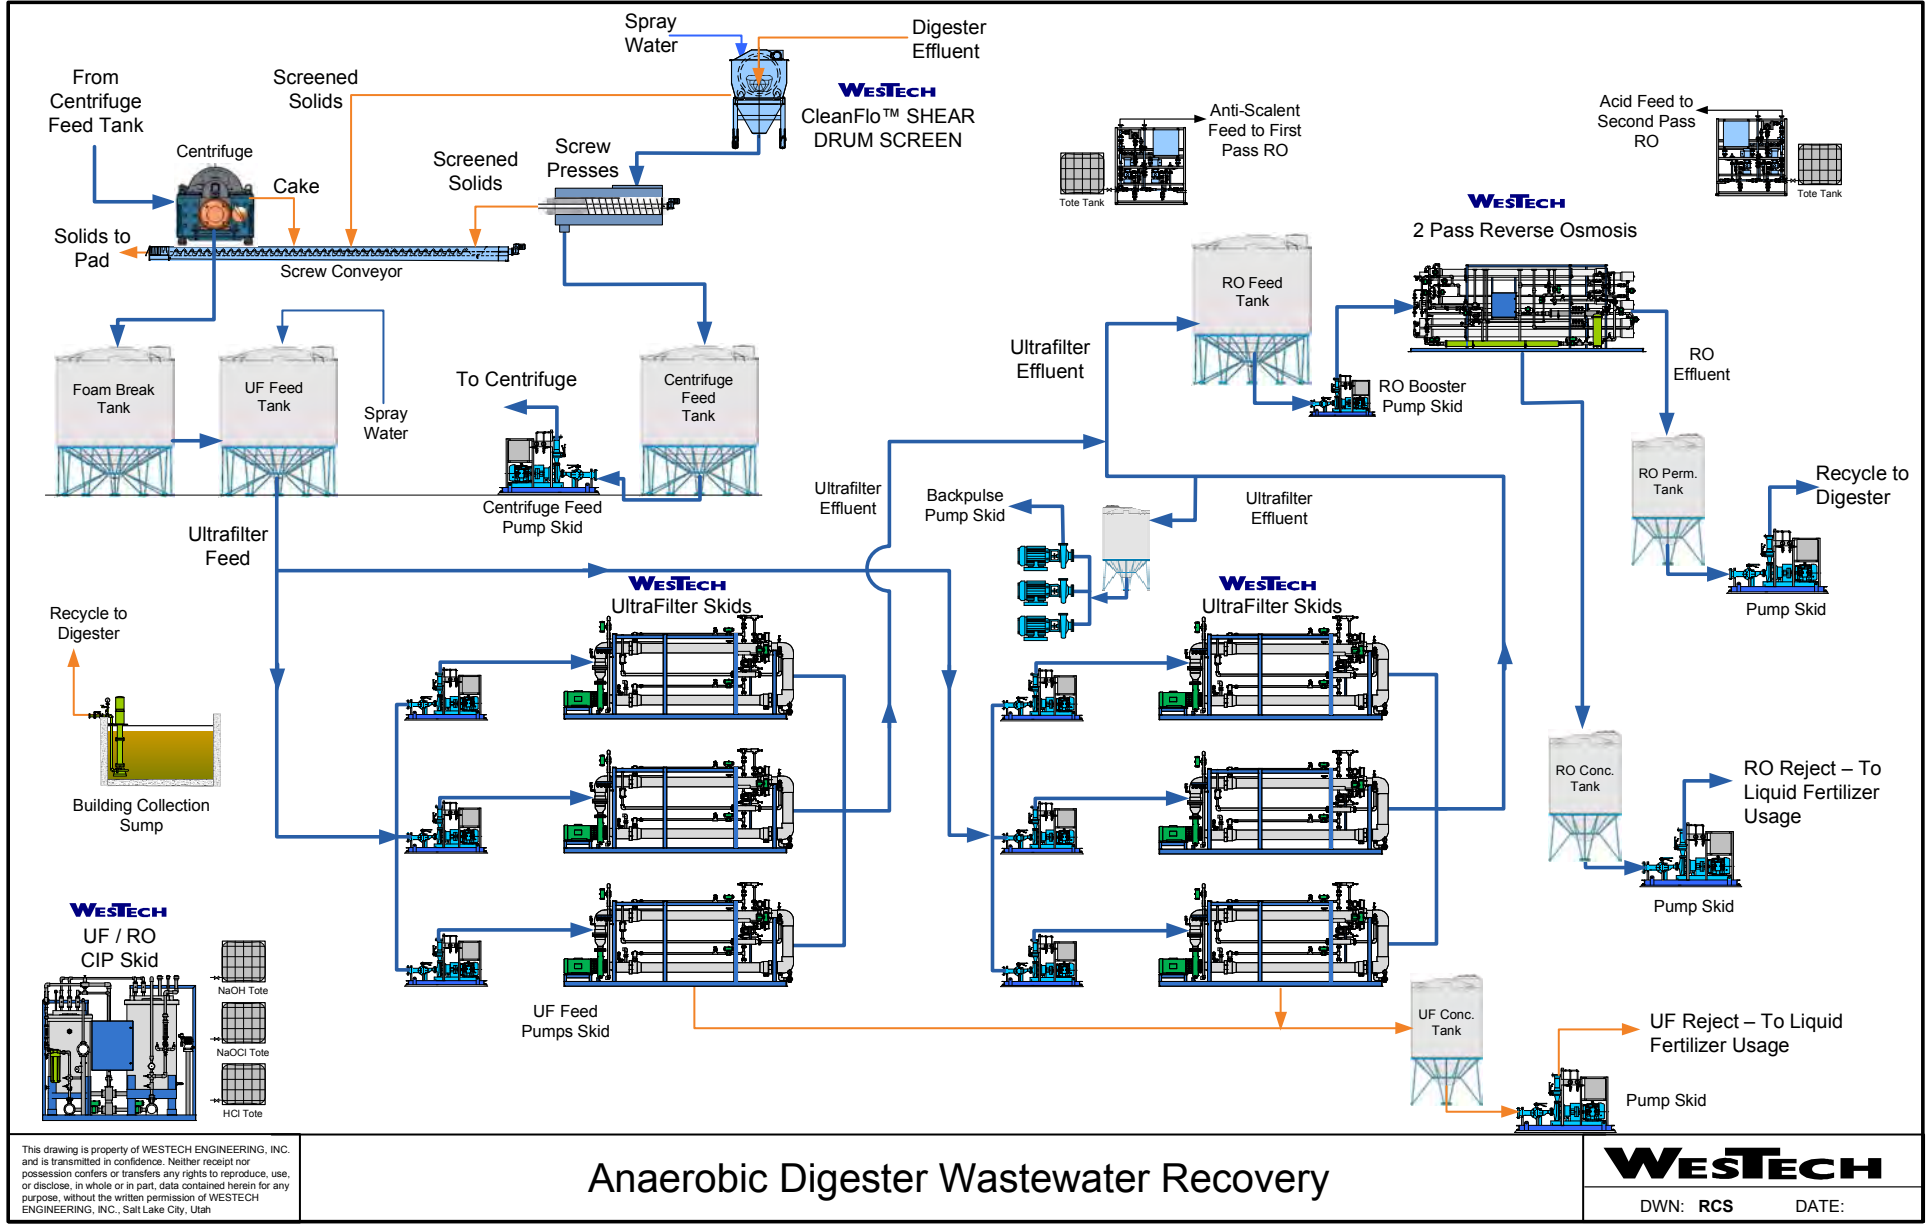 Spray
Water
Digester
Effluent
From
Centrifuge
Feed Tank
Screened
Solids
WESTECH
CleanFlo™ SHEAR
DRUM SCREEN
Anti-Scalent
Feed to First
Pass RO
Tote Tank
Acid Feed to
Second Pass
RO
Tote Tank
Centrifuge
Cake
Screened
Solids
Screw
Presses
Solids to
Pad
Screw Conveyor
WESTECH
2 Pass Reverse Osmosis
RO Feed
Tank
Foam Break
Tank
UF Feed
Tank
Spray
Water
To Centrifuge
Centrifuge
Feed
Tank
Ultrafilter
Effluent
RO Booster
Pump Skid
RO
Effluent
RO Perm.
Tank
Recycle to
Digester
Pump Skid
Centrifuge Feed
Pump Skid
Ultrafilter
Feed
Ultrafilter
Effluent
Backpulse
Pump Skid
Ultrafilter
Effluent
WESTECH
UltraFilter Skids
WESTECH
UltraFilter Skids
Recycle to
Digester
Building Collection
Sump
RO Conc.
Tank
RO Reject – To
Liquid Fertilizer
Usage
Pump Skid
WESTECH
UF / RO
CIP Skid
NaOH Tote
NaOCl Tote
HCl Tote
UF Feed
Pumps Skid
UF Conc.
Tank
UF Reject – To Liquid
Fertilizer Usage
Pump Skid
This drawing is property of WESTECH ENGINEERING, INC.
and is transmitted in confidence. Neither receipt nor
possession confers or transfers any rights to reproduce, use,
or disclose, in whole or in part, data contained herein for any
purpose, without the written permission of WESTECH
ENGINEERING, INC., Salt Lake City, Utah
Anaerobic Digester Wastewater Recovery
WESTECH
DWN: RCS DATE: